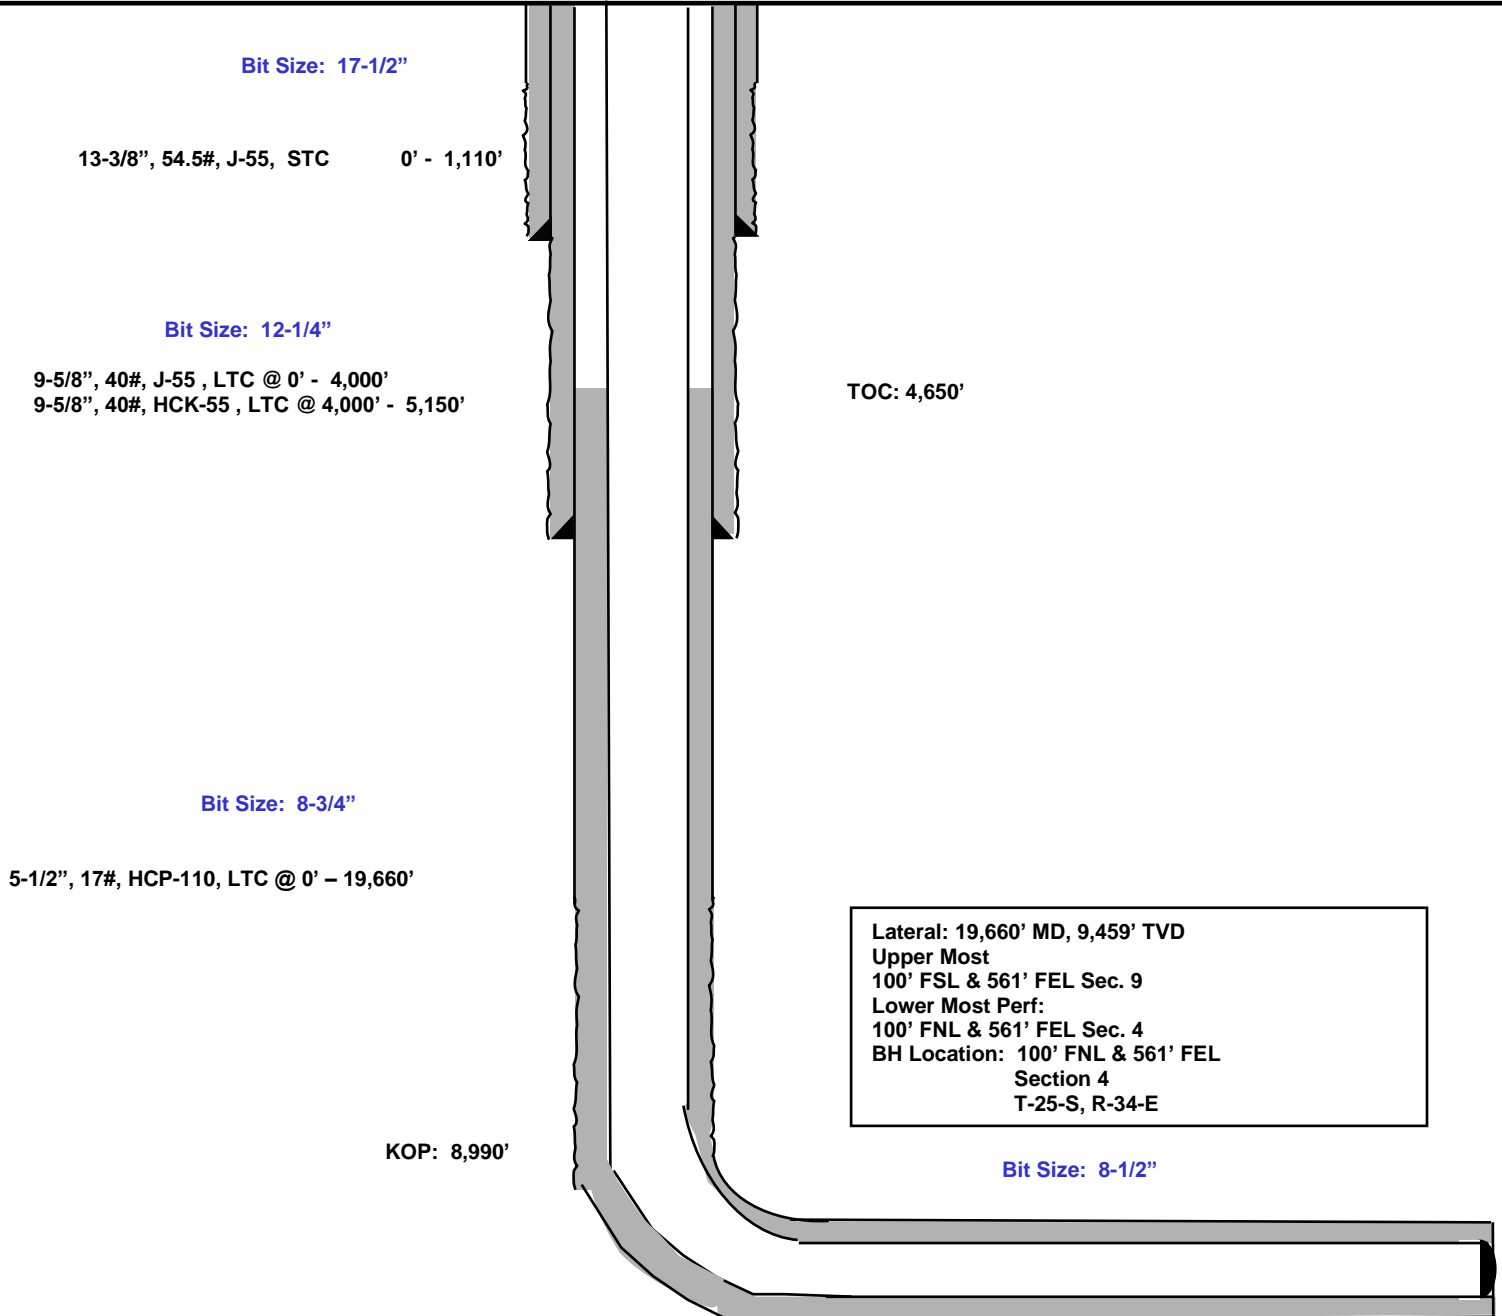 Bit Size: 17-1/2”
13-3/8”, 54.5#, J-55, STC 0’ - 1,110’
Bit Size: 12-1/4”
9-5/8”, 40#, J-55 , LTC @ 0’ - 4,000’
9-5/8”, 40#, HCK-55 , LTC @ 4,000’ - 5,150’
TOC: 4,650’
Bit Size: 8-3/4”
5-1/2”, 17#, HCP-110, LTC @ 0’ – 19,660’
Lateral: 19,660’ MD, 9,459’ TVD
Upper Most
100’ FSL & 561’ FEL Sec. 9
Lower Most Perf:
100’ FNL & 561’ FEL Sec. 4
BH Location: 100’ FNL & 561’ FEL
Section 4
T-25-S, R-34-E
KOP: 8,990’
Bit Size: 8-1/2”